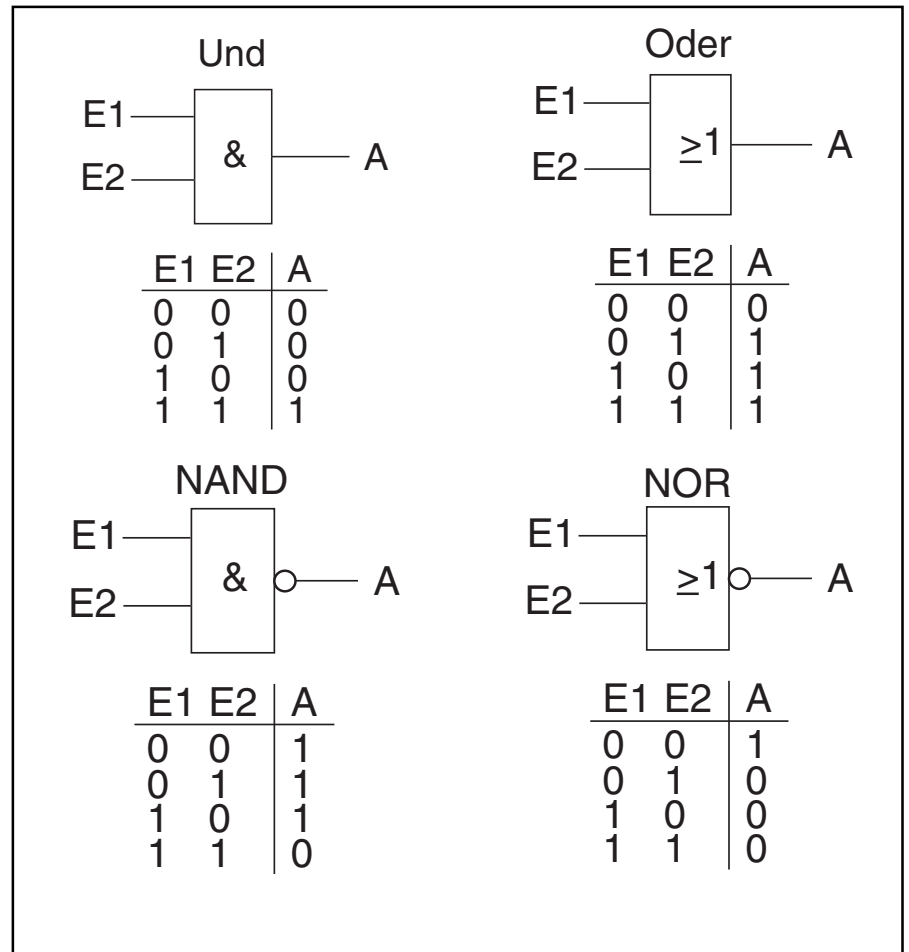 Und
E1
&
A
E2
E1 E2 A
0 0 0
0 1 0
1 0 0
1 1 1
Oder
E1
≥1
A
E2
E1 E2 A
0 0 0
0 1 1
1 0 1
1 1 1
NAND
E1
&
A
E2
E1 E2 A
0 0 1
0 1 1
1 0 1
1 1 0
NOR
E1
≥1
A
E2
E1 E2 A
0 0 1
0 1 0
1 0 0
1 1 0